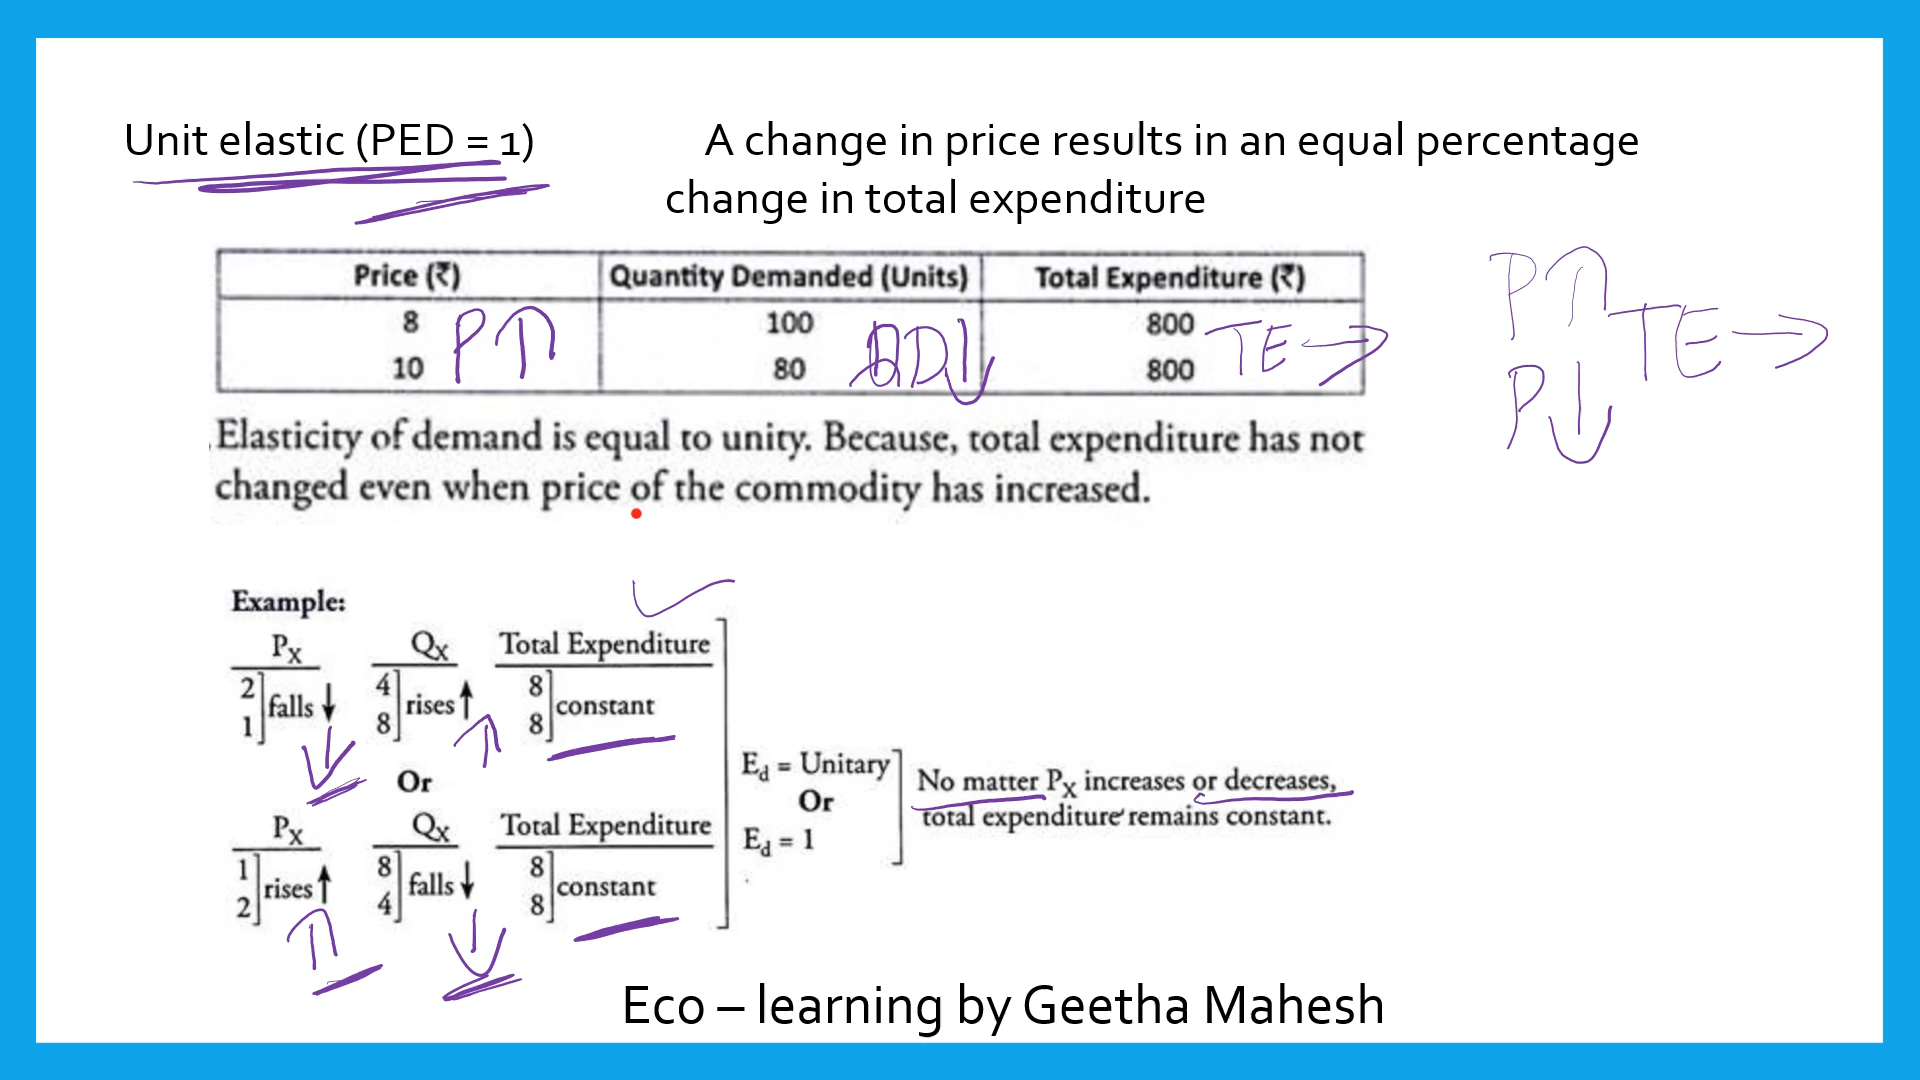 Unit elastic (PED = 1) A change in price results in an equal percentage
change in total expenditure
Price (₹) Quantity Demanded (Units) Total Expenditure (₹)
8 100 800
10 80 800
P↑ QD↓ TE→
P↑
TE→
P↓
Elasticity of demand is equal to unity. Because, total expenditure has not
changed even when price of the commodity has increased.
Example:
Px Qx Total Expenditure
2 falls ↓ 4 rises ↑ 8 constant
1 8 8
Or
Px Qx Total Expenditure
1 rises ↑ 8 falls ↓ 8 constant
2 4 8
Ed = Unitary
Or
Ed = 1
No matter Px increases or decreases,
total expenditure remains constant.
Eco – learning by Geetha Mahesh